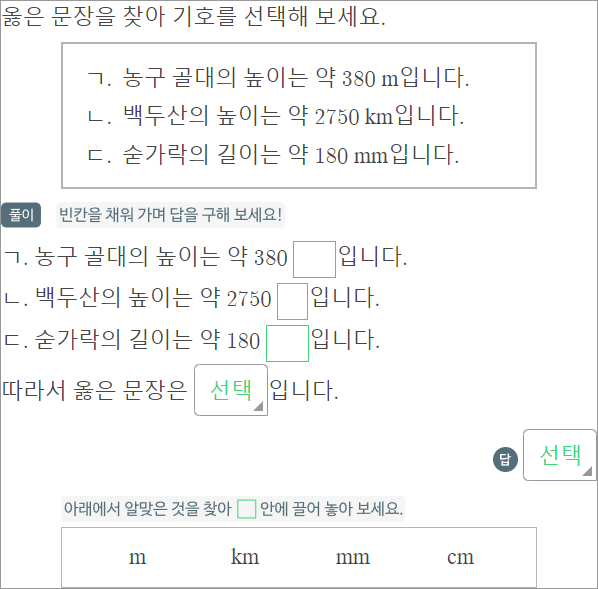 옳은 문장을 찾아 기호를 선택해 보세요.
ㄱ. 농구 골대의 높이는 약 380 m입니다.
ㄴ. 백두산의 높이는 약 2750 km입니다.
ㄷ. 숟가락의 길이는 약 180 mm입니다.
풀이 빈칸을 채워 가며 답을 구해 보세요!
ㄱ. 농구 골대의 높이는 약 380 입니다.
ㄴ. 백두산의 높이는 약 2750 입니다.
ㄷ. 숟가락의 길이는 약 180 입니다.
따라서 옳은 문장은 선택 입니다.
답 선택
아래에서 알맞은 것을 찾아 안에 끌어 놓아 보세요.
m km mm cm